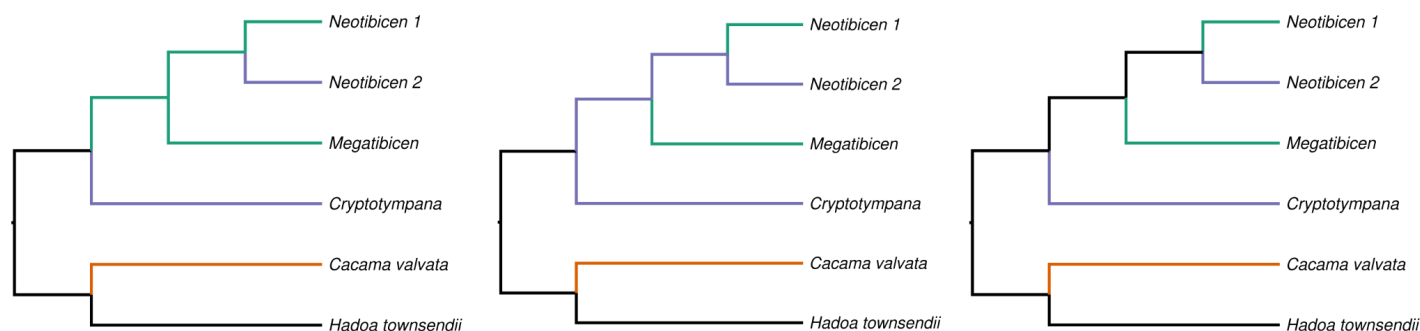 Neotibicen 1
Neotibicen 2
Megatibicen
Cryptotympana
Cacama valvata
Hadoa townsendii
Neotibicen 1
Neotibicen 2
Megatibicen
Cryptotympana
Cacama valvata
Hadoa townsendii
Neotibicen 1
Neotibicen 2
Megatibicen
Cryptotympana
Cacama valvata
Hadoa townsendii